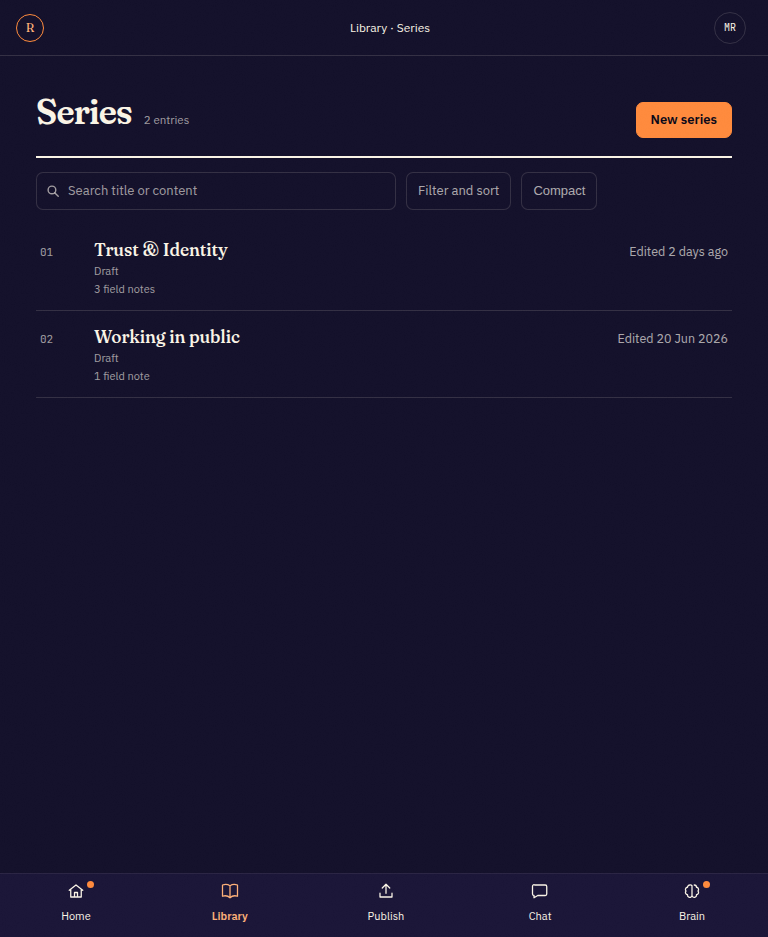 R
Library · Series
MR
Series
2 entries
New series
Search title or content
Filter and sort
Compact
01
Trust & Identity
Edited 2 days ago
Draft
3 field notes
02
Working in public
Edited 20 Jun 2026
Draft
1 field note
Home
Library
Publish
Chat
Brain